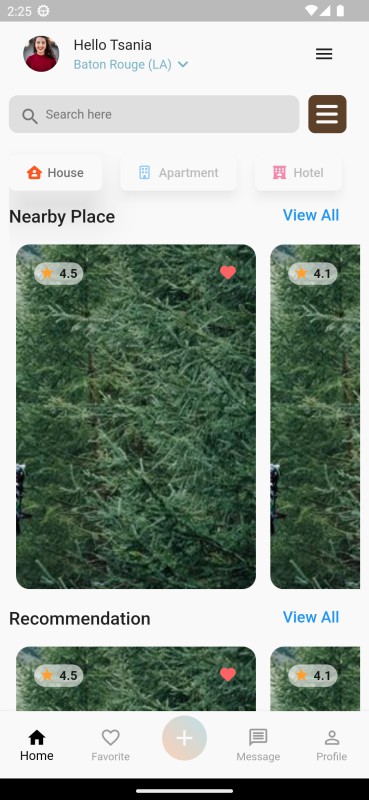 2:25
Hello Tsania
Baton Rouge (LA)
Search here
House
Apartment
Hotel
Nearby Place
View All
4.5
4.1
Recommendation
View All
4.5
4.1
Home
Favorite
Message
Profile